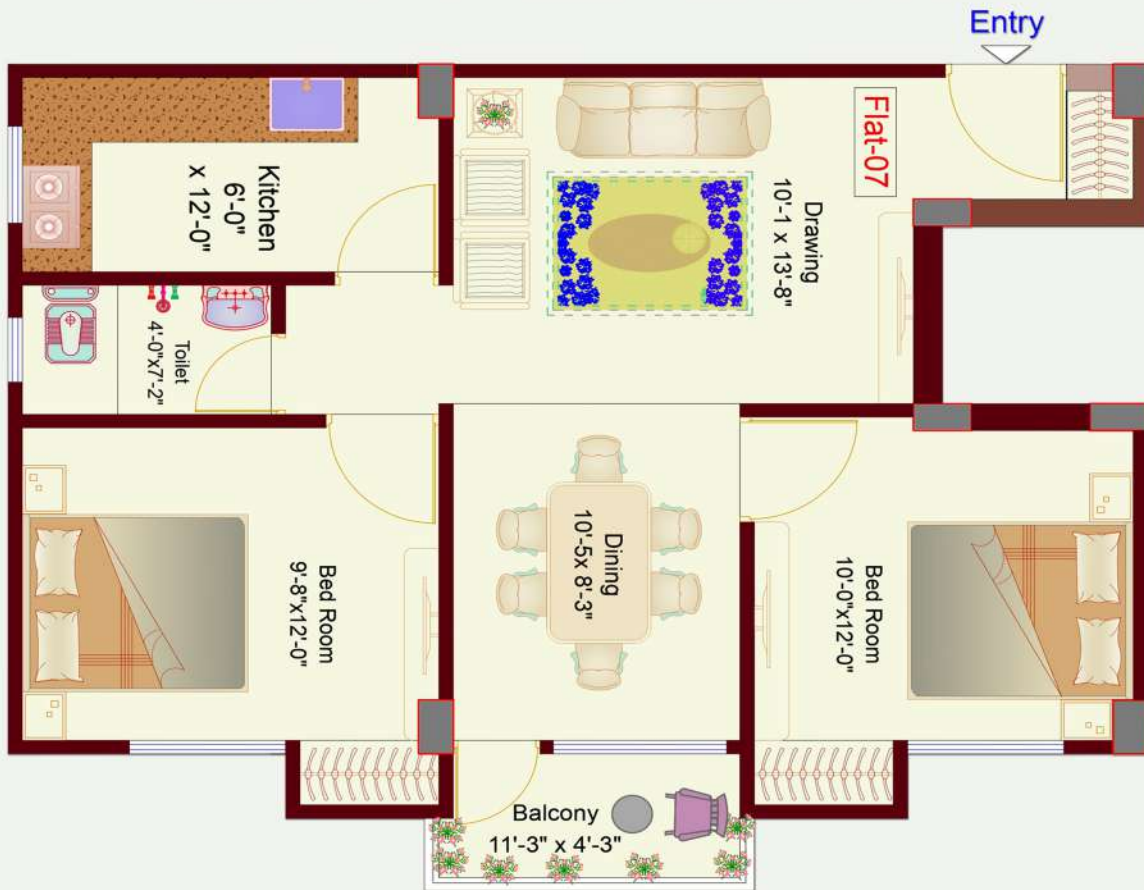 Entry
Flat-07
Kitchen
6'-0"
x 12'-0"
Drawing
10'-1 x 13'-8"
Toilet
4'-0"x7'-2"
Bed Room
9'-8"x12'-0"
Dining
10'-5x 8'-3"
Bed Room
10'-0"x12'-0"
Balcony
11'-3" x 4'-3"